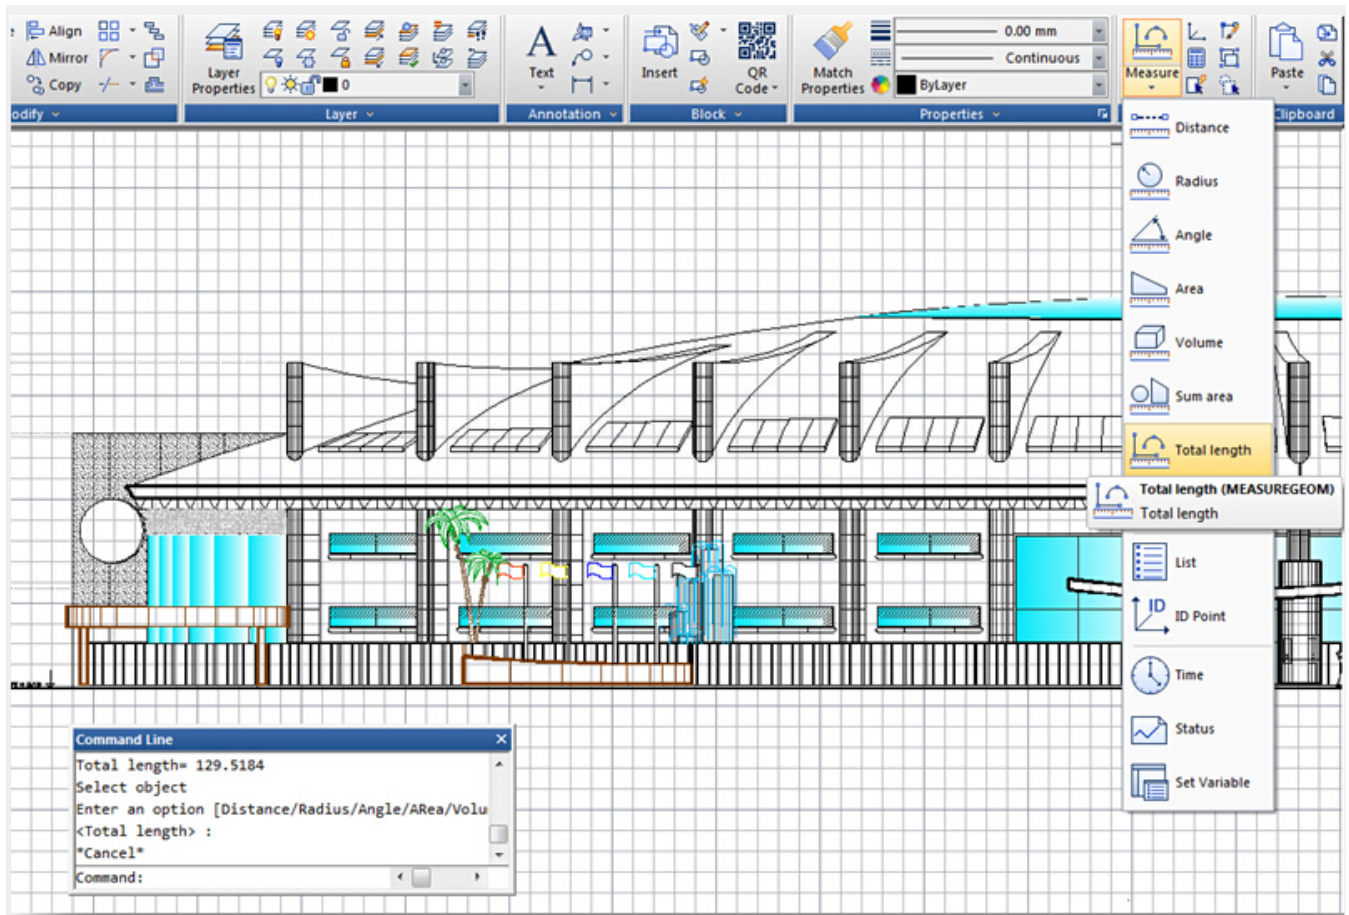 Align
Mirror
Copy
Layer
Properties
0
A
Text
Insert
QR
Code
Match
Properties
0.00 mm
Continuous
ByLayer
Measure
Paste
odify
Layer
Annotation
Block
Properties
Clipboard
Distance
Radius
Angle
Area
Volume
Sum area
Total length
Total length (MEASUREGEOM)
Total length
List
ID
ID Point
Time
Status
Set Variable
Command Line
Total length= 129.5184
Select object
Enter an option [Distance/Radius/Angle/ARea/Volu
<Total length> :
*Cancel*
Command: